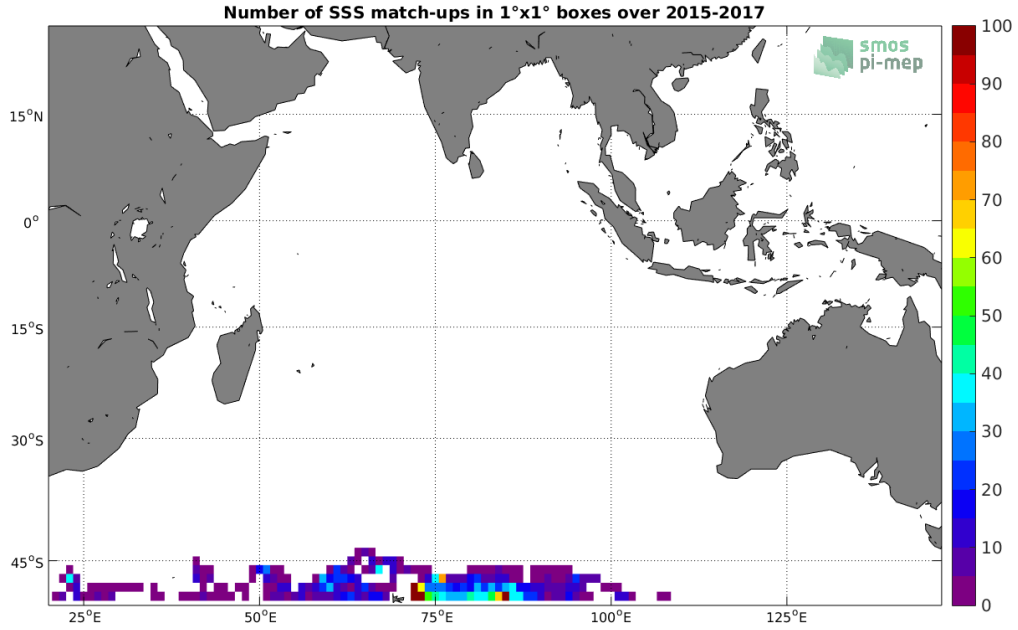 Number of SSS match-ups in 1°x1° boxes over 2015-2017
smos
pi-mep
15°N
0°
15°S
30°S
45°S
25°E
50°E
75°E
100°E
125°E
100
90
80
70
60
50
40
30
20
10
0